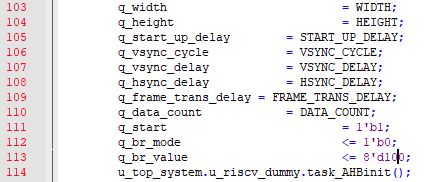 103 q_width = WIDTH;
104 q_height = HEIGHT;
105 q_start_up_delay = START_UP_DELAY;
106 q_vsync_cycle = VSYNC_CYCLE;
107 q_vsync_delay = VSYNC_DELAY;
108 q_hsync_delay = HSYNC_DELAY;
109 q_frame_trans_delay = FRAME_TRANS_DELAY;
110 q_data_count = DATA_COUNT;
111 q_start = 1'b1;
112 q_br_mode <= 1'b0;
113 q_br_value <= 8'd100;
114 u_top_system.u_riscv_dummy.task_AHBinit();